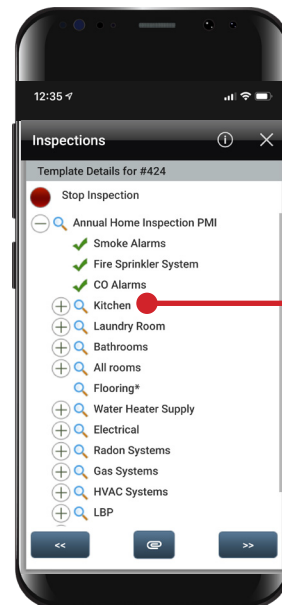 12:35
Inspections
Template Details for #424
Stop Inspection
Annual Home Inspection PMI
Smoke Alarms
Fire Sprinkler System
CO Alarms
Kitchen
Laundry Room
Bathrooms
All rooms
Flooring*
Water Heater Supply
Electrical
Radon Systems
Gas Systems
HVAC Systems
LBP
<< >>